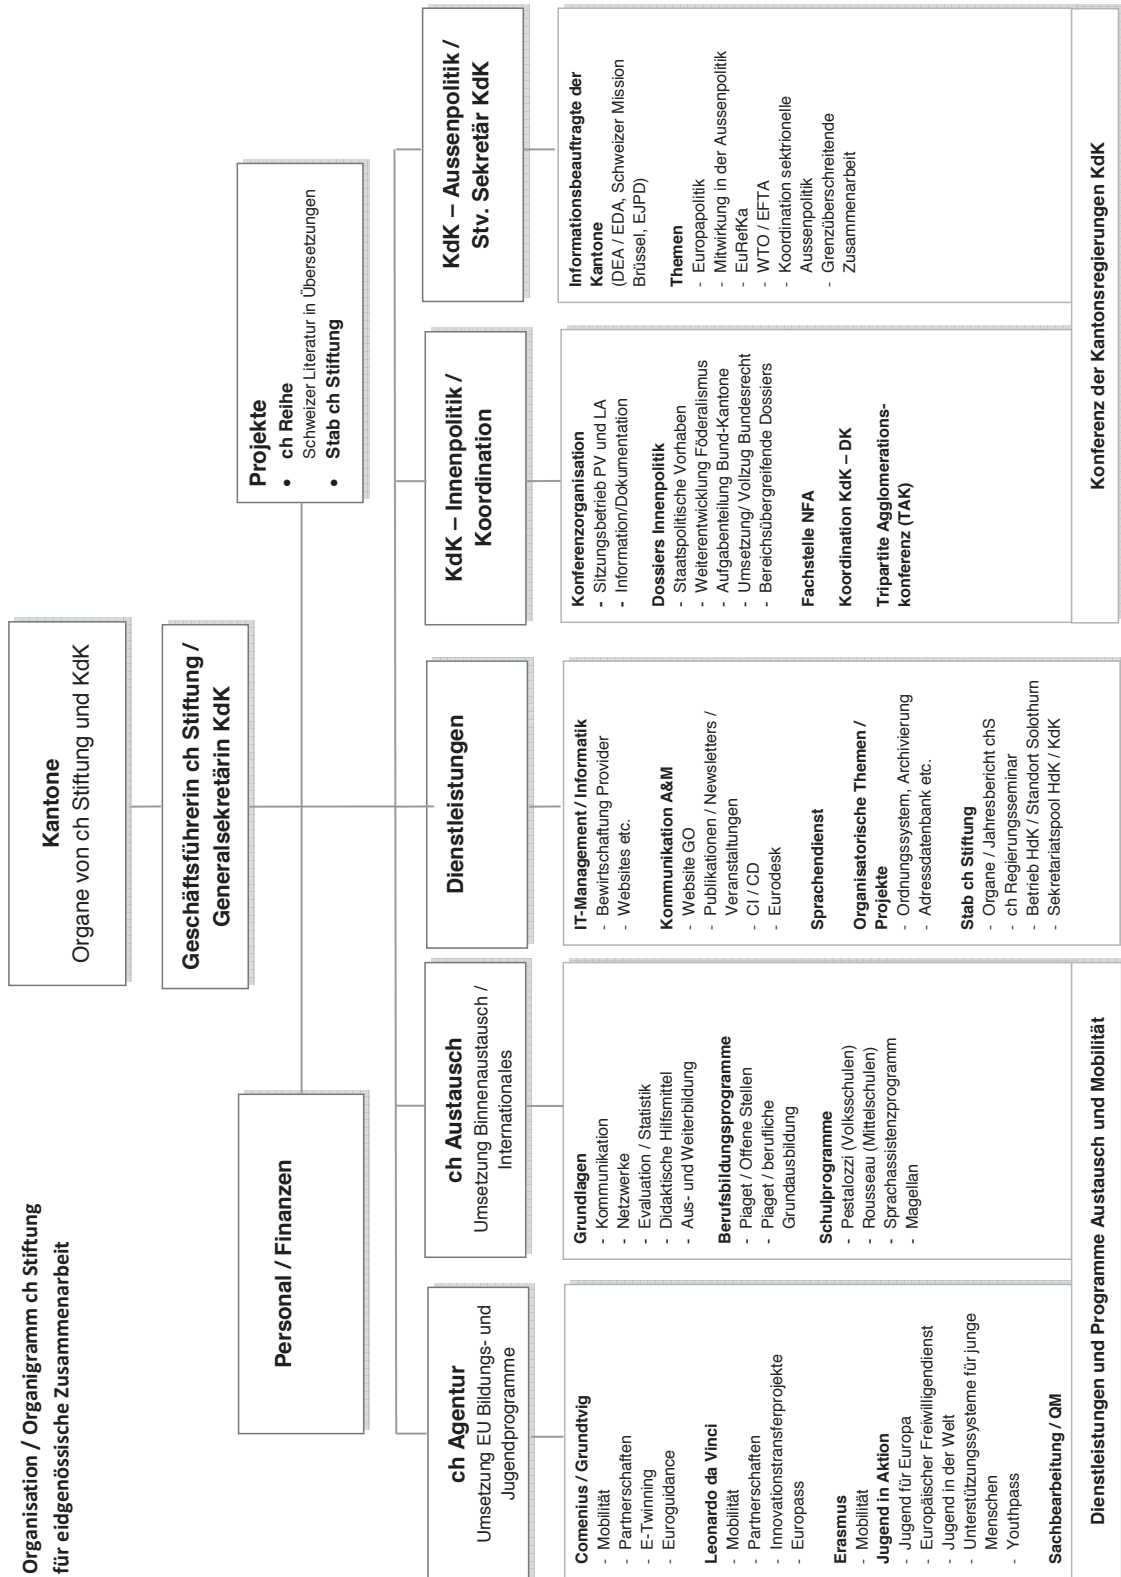 Organisation / Organigramm ch Stiftung
für eidgenössische Zusammenarbeit
Kantone
Organe von ch Stiftung und KdK
Geschäftsführerin ch Stiftung /
Generalsekretärin KdK
Personal / Finanzen
Projekte
• ch Reihe
Schweizer Literatur in Übersetzungen
• Stab ch Stiftung
ch Agentur
Umsetzung EU Bildungs- und
Jugendprogramme
Comenius / Grundtvig
- Mobilität
- Partnerschaften
- E-Twinning
- Euroguidance
Leonardo da Vinci
- Mobilität
- Partnerschaften
- Innovationstransferprojekte
- Europass
Erasmus
- Mobilität
Jugend in Aktion
- Jugend für Europa
- Europäischer Freiwilligendienst
- Jugend in der Welt
- Unterstützungssysteme für junge
Menschen
- Youthpass
Sachbearbeitung / QM
ch Austausch
Umsetzung Binnenaustausch /
Internationales
Grundlagen
- Kommunikation
- Netzwerke
- Evaluation / Statistik
- Didaktische Hilfsmittel
- Aus- und Weiterbildung
Berufsbildungsprogramme
- Piaget / Offene Stellen
- Piaget / berufliche
Grundausbildung
Schulprogramme
- Pestalozzi (Volksschulen)
- Rousseau (Mittelschulen)
- Sprachassistenzprogramm
- Magellan
Dienstleistungen und Programme Austausch und Mobilität
Dienstleistungen
IT-Management / Informatik
- Bewirtschaftung Provider
- Websites etc.
Kommunikation A&M
- Website GO
- Publikationen / Newsletters /
Veranstaltungen
- CI / CD
- Eurodesk
Sprachendienst
Organisatorische Themen /
Projekte
- Ordnungssystem, Archivierung
- Adressdatenbank etc.
Stab ch Stiftung
- Organe / Jahresbericht chS
- ch Regierungsseminar
- Betrieb HdK / Standort Solothurn
- Sekretariatspool HdK / KdK
KdK – Innenpolitik /
Koordination
Konferenzorganisation
- Sitzungsbetrieb PV und LA
- Information/Dokumentation
Dossiers Innenpolitik
- Staatspolitische Vorhaben
- Weiterentwicklung Föderalismus
- Aufgabenteilung Bund-Kantone
- Umsetzung/ Vollzug Bundesrecht
- Bereichsübergreifende Dossiers
Fachstelle NFA
Koordination KdK – DK
Tripartite Agglomerations-
konferenz (TAK)
KdK – Aussenpolitik /
Stv. Sekretär KdK
Informationsbeauftragte der
Kantone
(DEA / EDA, Schweizer Mission
Brüssel, EJPD)
Themen
- Europapolitik
- Mitwirkung in der Aussenpolitik
- EuRefKa
- WTO / EFTA
- Koordination sektrionelle
Aussenpolitik
- Grenzüberschreitende
Zusammenarbeit
Konferenz der Kantonsregierungen KdK